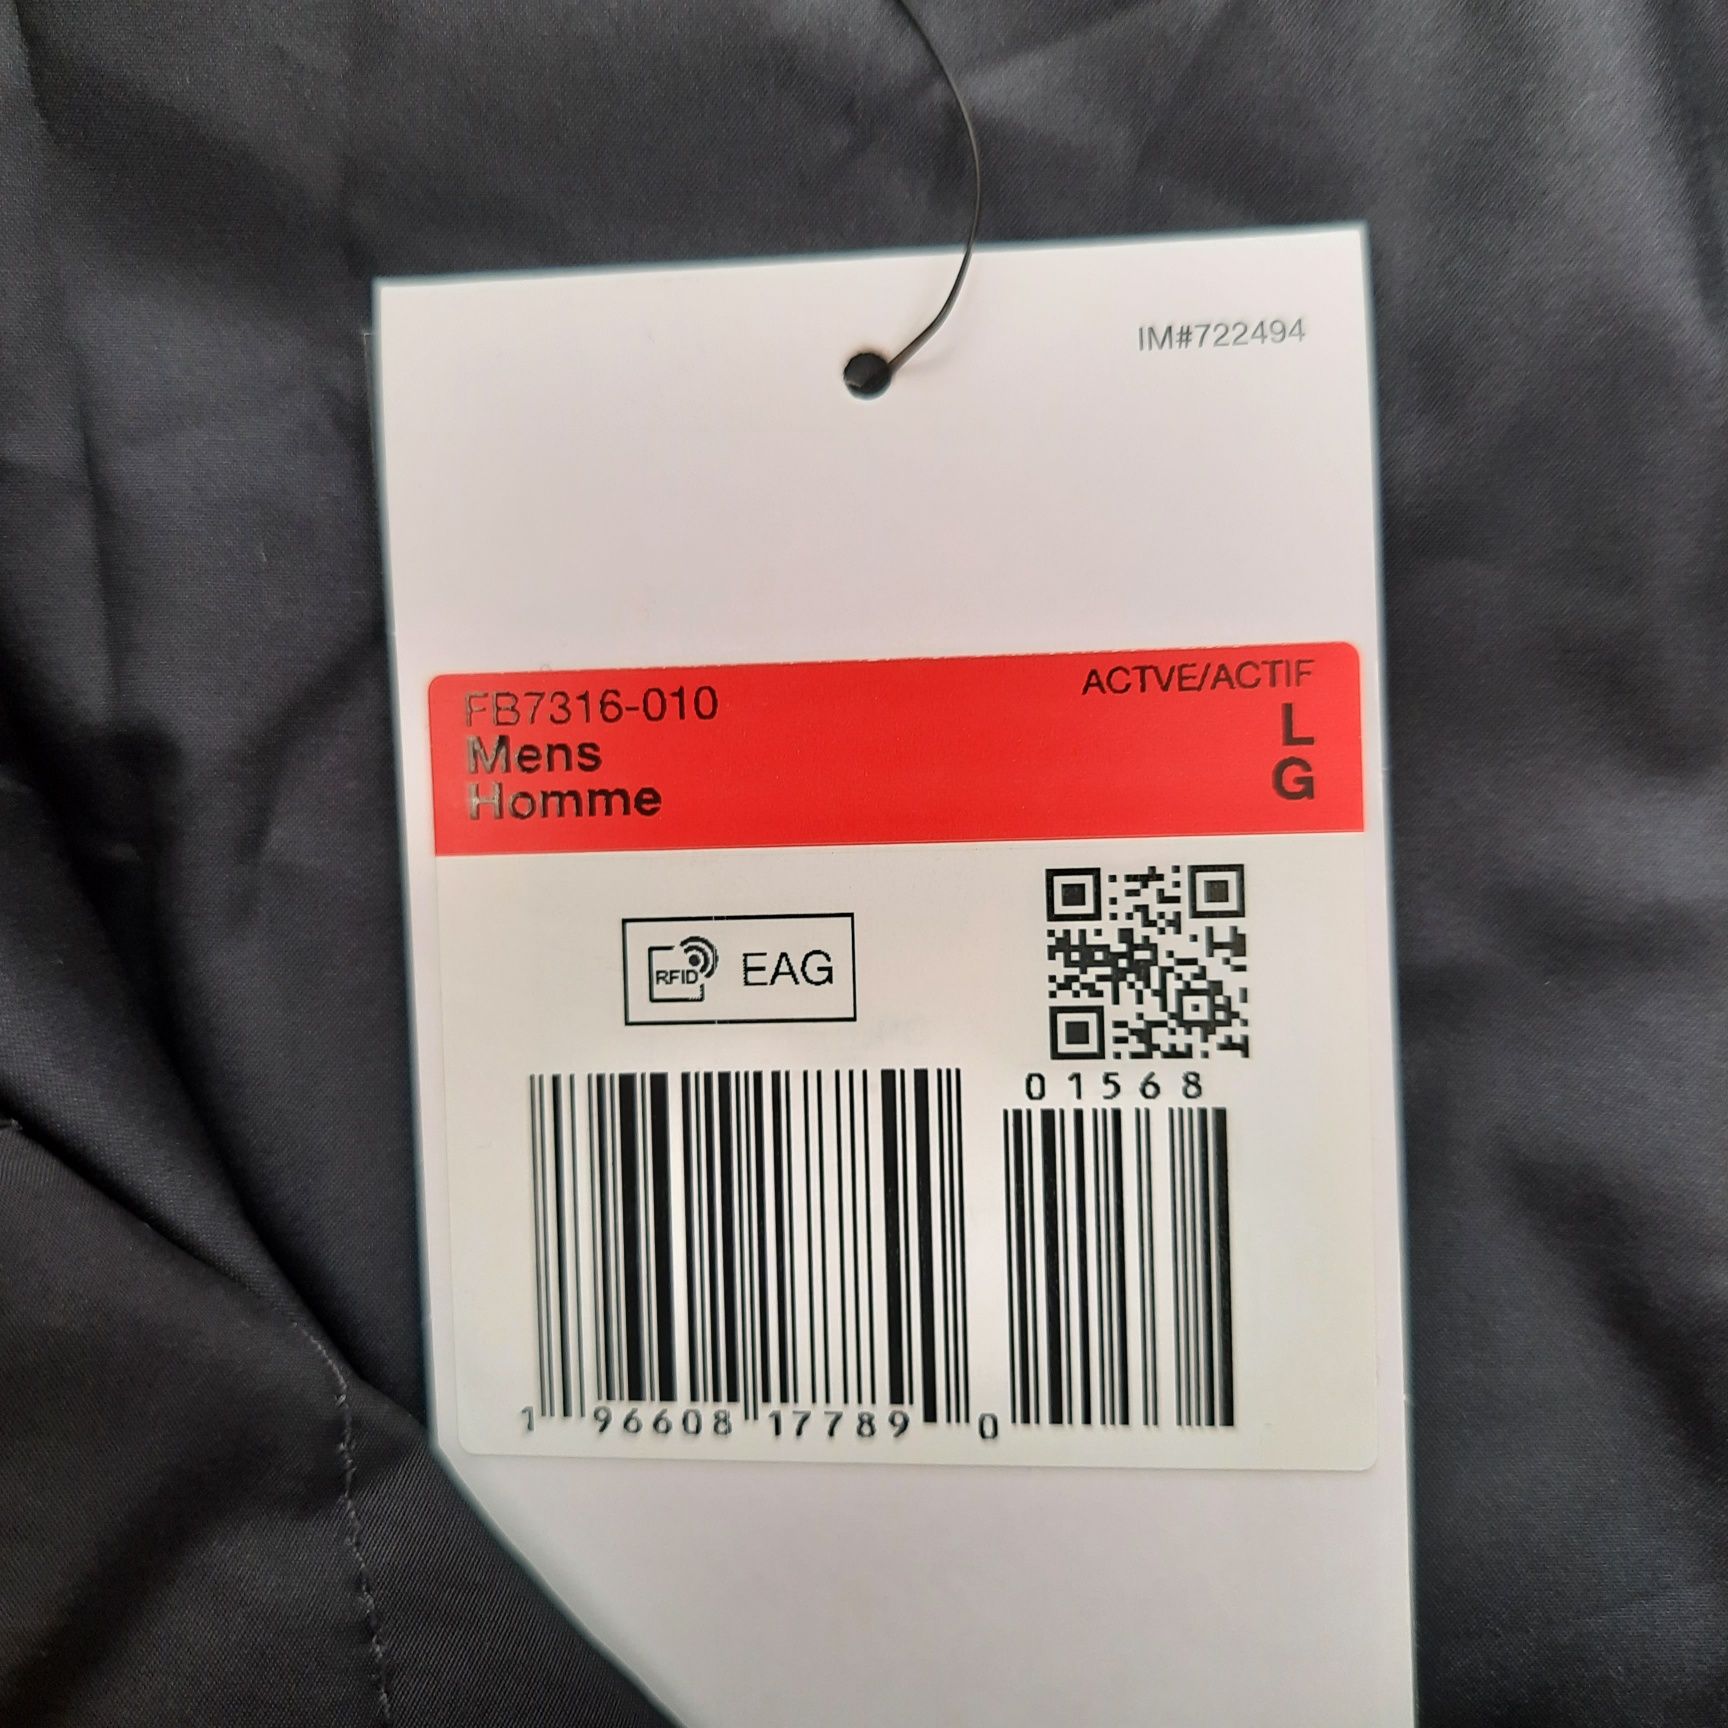 IM#722494
FB7316-010
Mens
Homme
ACTVE/ACTIF
L
G
RFID
EAG
01568
1 96608 17789 0